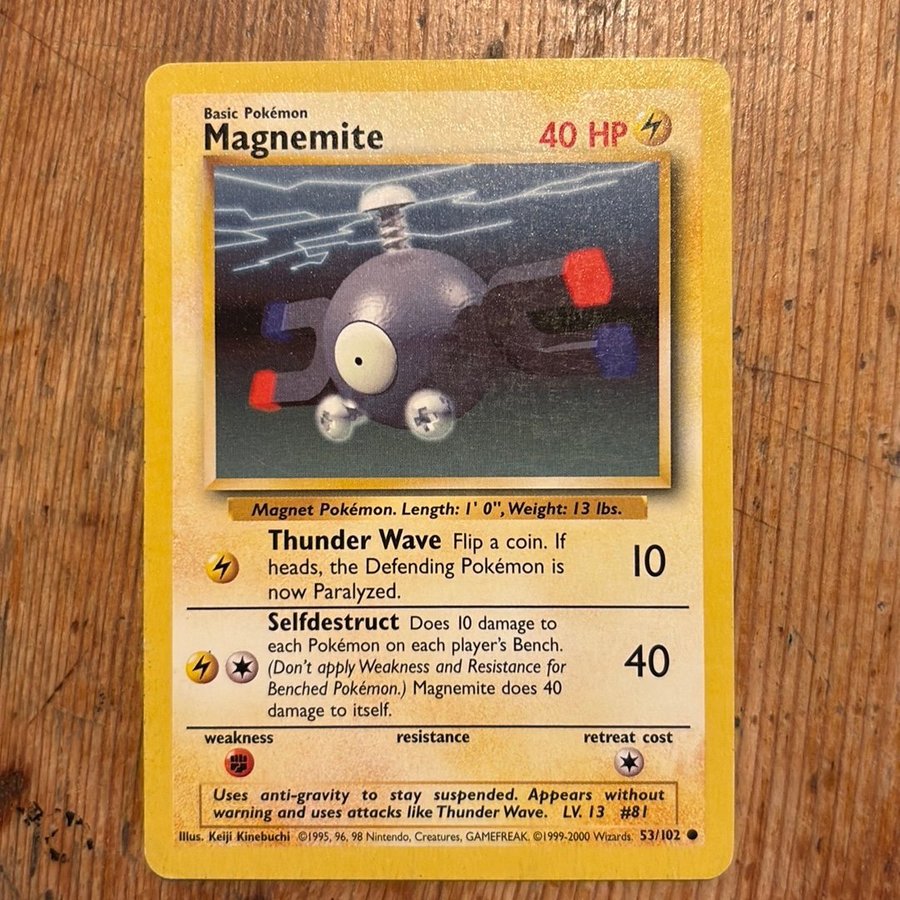 Basic Pokémon
Magnemite
40 HP
Magnet Pokémon. Length: 1' 0", Weight: 13 lbs.
Thunder Wave Flip a coin. If
heads, the Defending Pokémon is
now Paralyzed.
10
Selfdestruct Does 10 damage to
each Pokémon on each player's Bench.
(Don't apply Weakness and Resistance for
Benched Pokémon.) Magnemite does 40
damage to itself.
40
weakness resistance retreat cost
Uses anti-gravity to stay suspended. Appears without
warning and uses attacks like Thunder Wave. LV. 13 #81
Illus. Keiji Kinebuchi ©1995, 96, 98 Nintendo, Creatures, GAMEFREAK. ©1999-2000 Wizards. 53/102